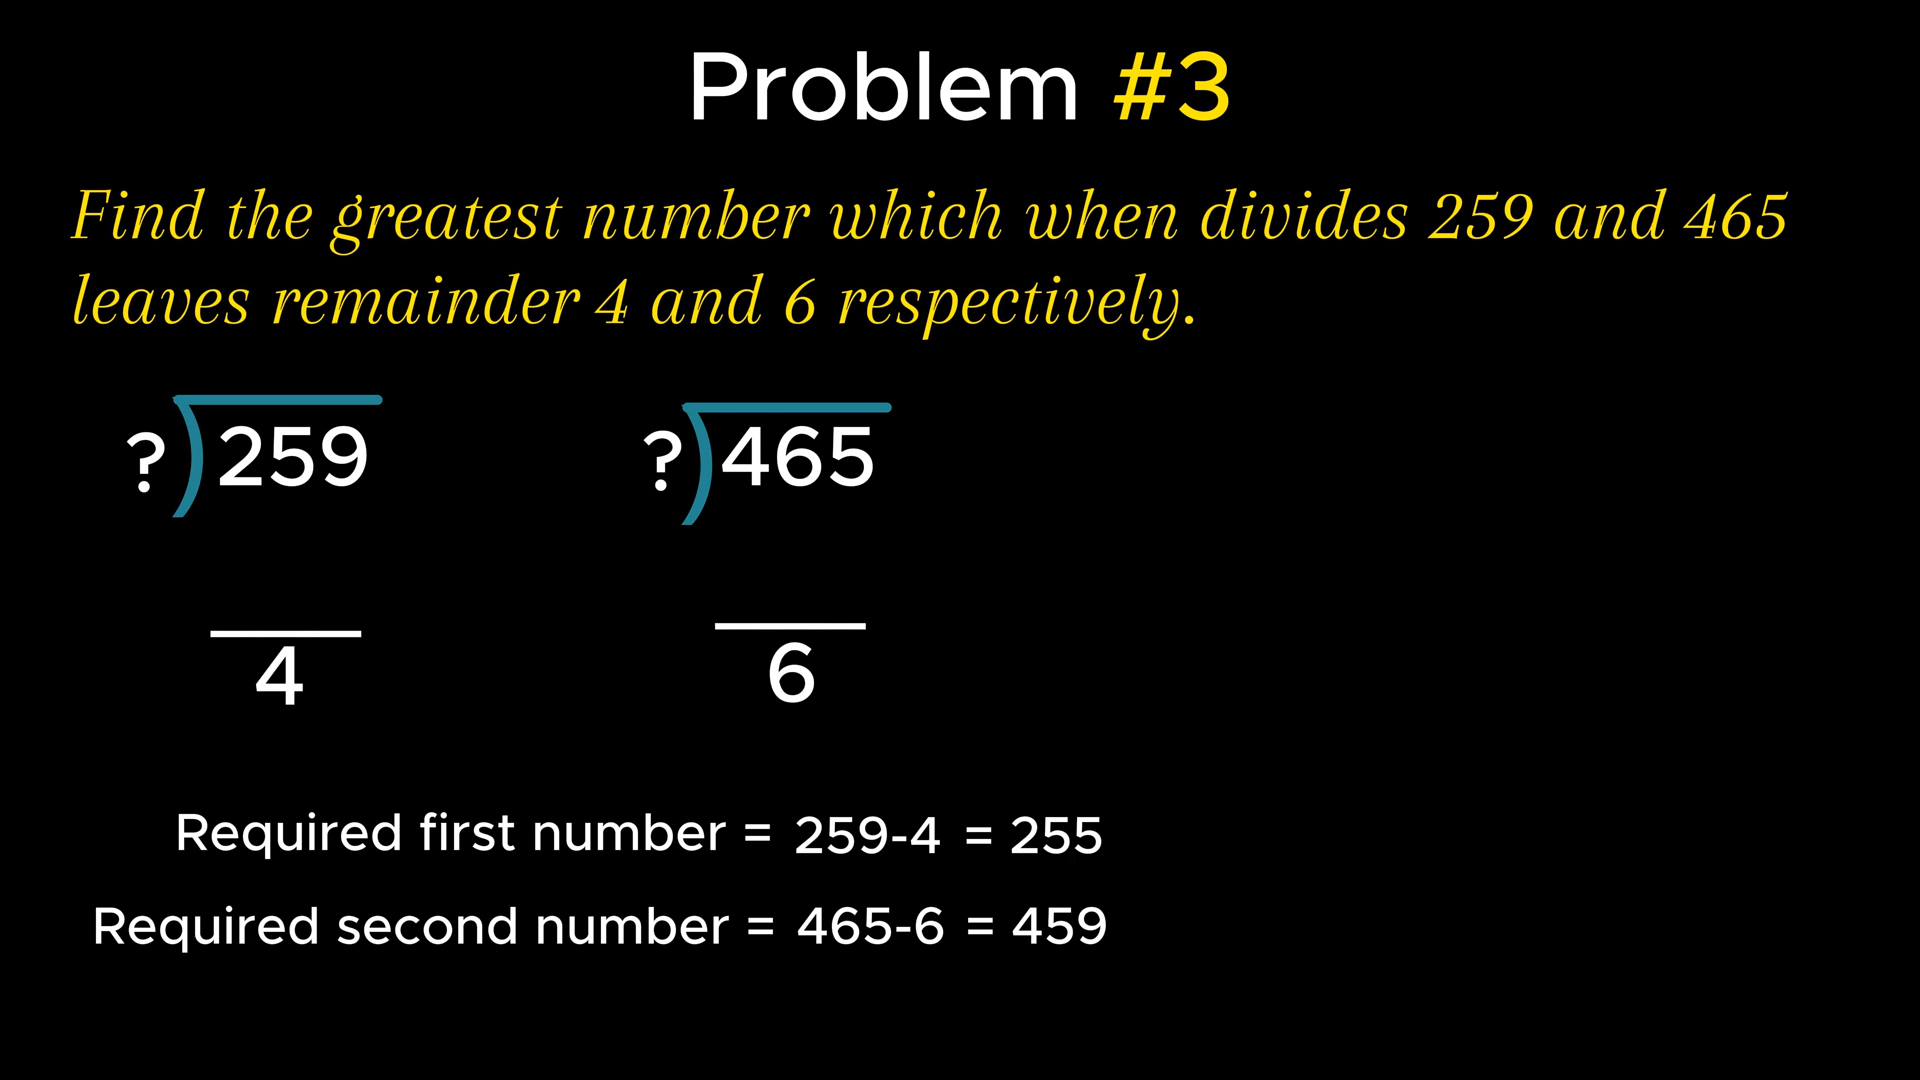 Problem #3
Find the greatest number which when divides 259 and 465
leaves remainder 4 and 6 respectively.
? 259
? 465
4
6
Required first number = 259-4 = 255
Required second number = 465-6 = 459